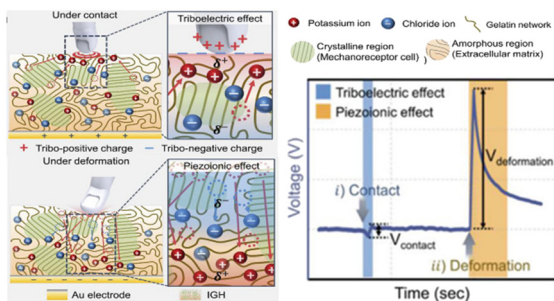 Under contact
Triboelectric effect
δ+
δ−
+ Tribo-positive charge − Tribo-negative charge
Under deformation
Piezoionic effect
δ−
δ+
Au electrode IGH
Potassium ion Chloride ion Gelatin network
Crystalline region
(Mechanoreceptor cell)
Amorphous region
(Extracellular matrix)
)
Triboelectric effect
Piezoionic effect
Voltage (V)
i) Contact
Vcontact
Vdeformation
ii) Deformation
Time (sec)